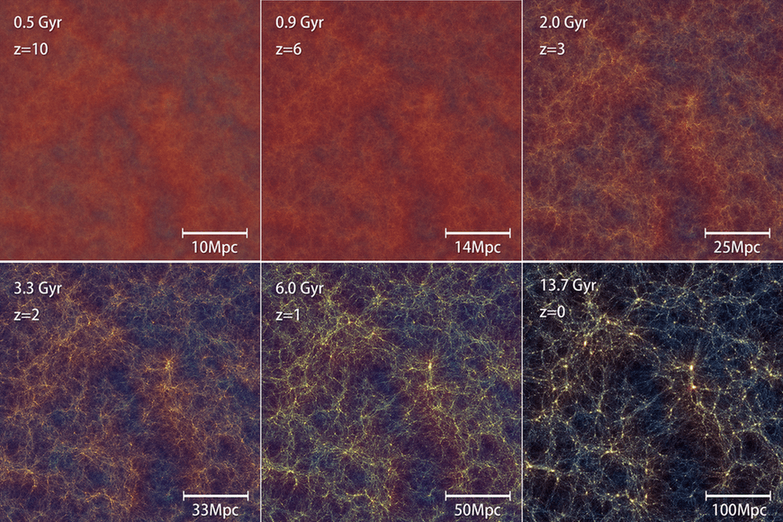 0.5 Gyr
z=10
10Mpc
0.9 Gyr
z=6
14Mpc
2.0 Gyr
z=3
25Mpc
3.3 Gyr
z=2
33Mpc
6.0 Gyr
z=1
50Mpc
13.7 Gyr
z=0
100Mpc